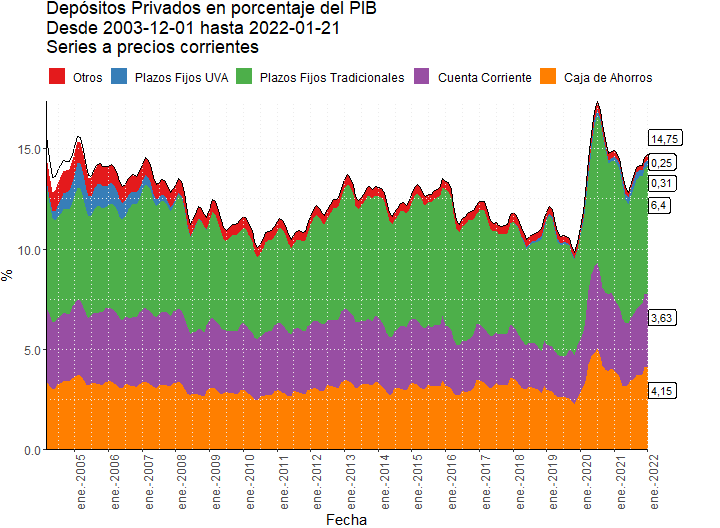 Depósitos Privados en porcentaje del PIB
Desde 2003-12-01 hasta 2022-01-21
Series a precios corrientes
Otros Plazos Fijos UVA Plazos Fijos Tradicionales Cuenta Corriente Caja de Ahorros
15.0
10.0
5.0
0.0
%
14,75
0,25
0,31
6,4
3,63
4,15
ene.-2005
ene.-2006
ene.-2007
ene.-2008
ene.-2009
ene.-2010
ene.-2011
ene.-2012
ene.-2013
ene.-2014
ene.-2015
ene.-2016
ene.-2017
ene.-2018
ene.-2019
ene.-2020
ene.-2021
ene.-2022
Fecha